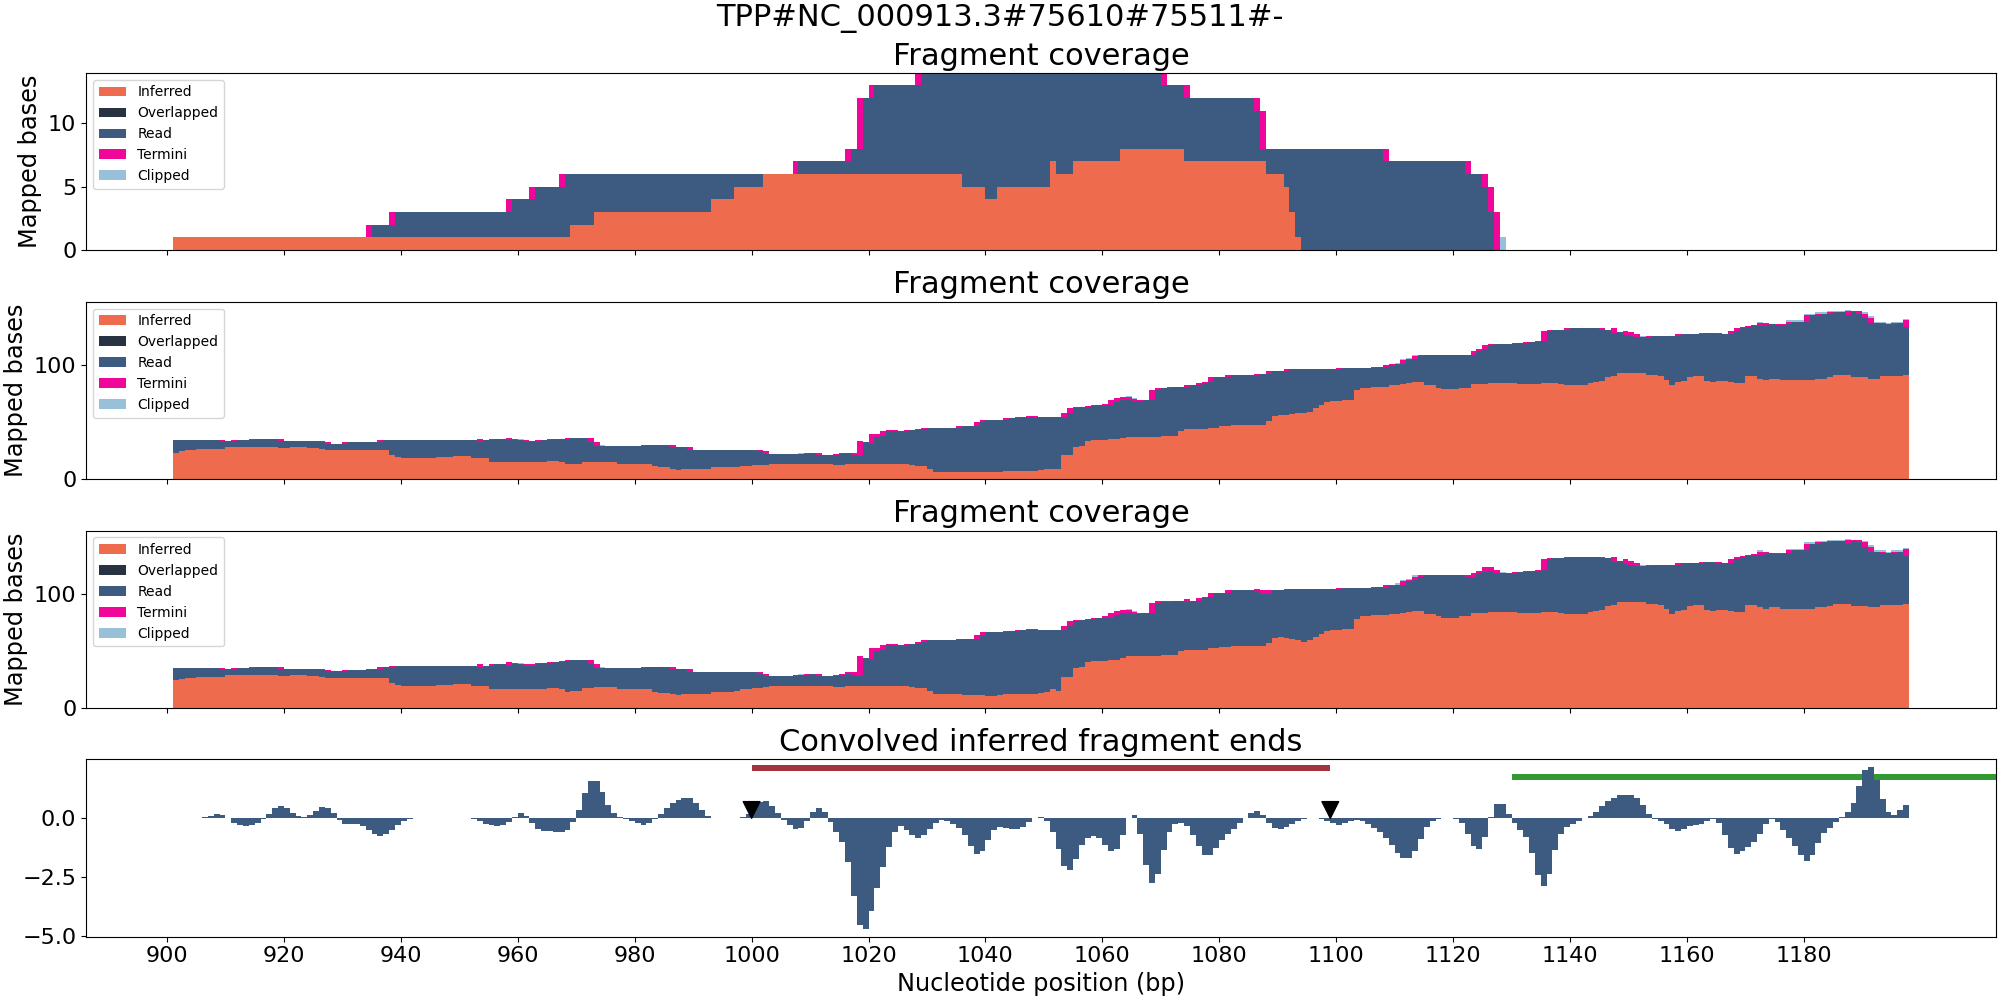 TPP#NC_000913.3#75610#75511#-
Fragment coverage
Mapped bases
10
5
0
Inferred
Overlapped
Read
Termini
Clipped
Fragment coverage
Mapped bases
100
0
Inferred
Overlapped
Read
Termini
Clipped
Fragment coverage
Mapped bases
100
0
Inferred
Overlapped
Read
Termini
Clipped
Convolved inferred fragment ends
0.0
−2.5
−5.0
900 920 940 960 980 1000 1020 1040 1060 1080 1100 1120 1140 1160 1180
Nucleotide position (bp)